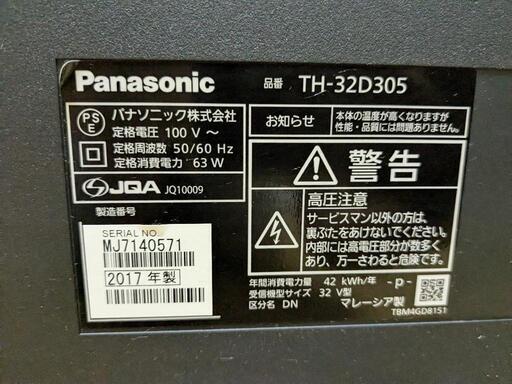 Panasonic
品番 TH-32D305
PS
E
パナソニック株式会社
定格電圧 100 V ～
定格周波数 50/60 Hz
定格消費電力 63 W
JQA JQ10009
製造番号
SERIAL NO.
MJ7140571
2017 年 製
お知らせ
本体の温度が高くなりますが
性能・品質には問題ありません。
警告
高圧注意
サービスマン以外の方は、
裏ぶたをあけないでください。
内部には高電圧部分が数多く
あり、万一さわると危険です。
年間消費電力量 42 kWh/年
受信機型サイズ 32 V型
区分名 DN マレーシア製
-p-
TBM4GD8151